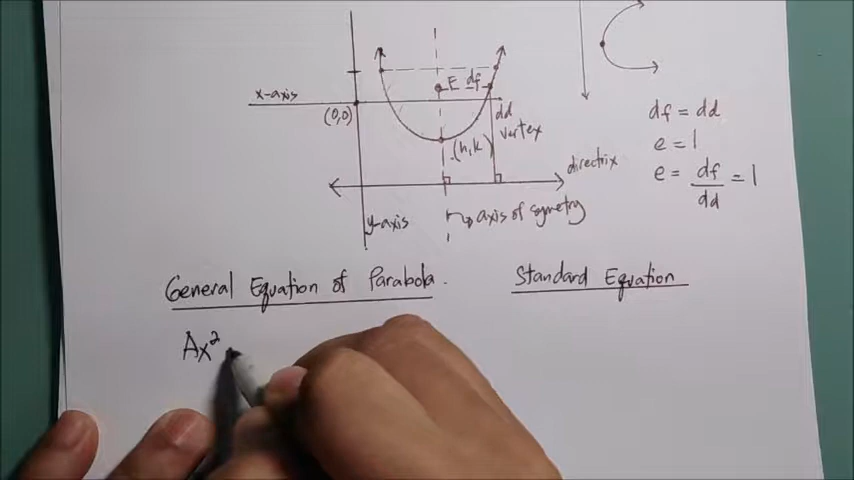 x-axis
(0,0)
F df
dd
vertex
(h,k)
directrix
y-axis
axis of symetry
df = dd
e = 1
e = df/dd = 1
General Equation of Parabola.
Standard Equation
Ax²